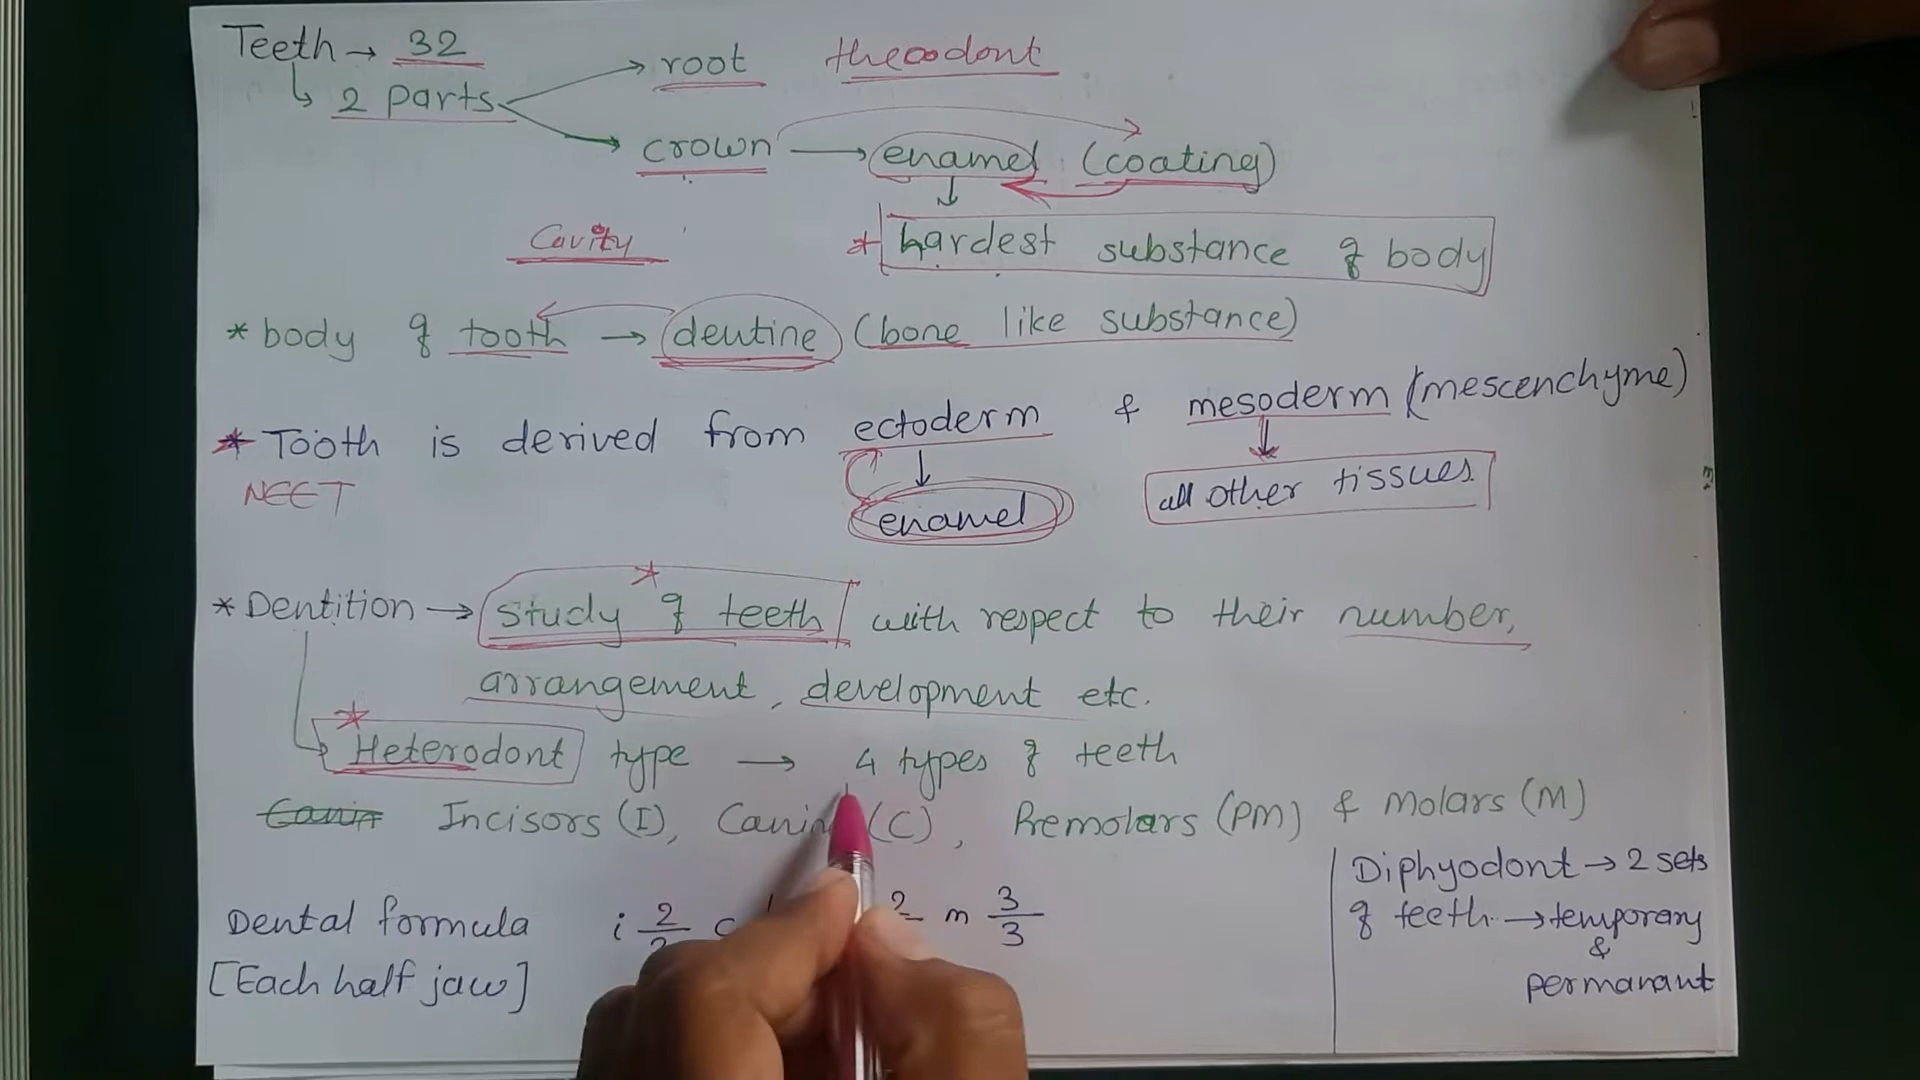 Teeth → 32
↳ 2 parts
→ root thecodont
→ crown → enamel (coating)
Cavity * hardest substance of body
* body of tooth → dentine (bone like substance)
* Tooth is derived from ectoderm & mesoderm (mescenchyme)
NEET enamel all other tissues
* Dentition → Study of teeth with respect to their number,
arrangement, development etc.
* Heterodont type → 4 types of teeth
Incisors (I), (C), Premolars (PM) & Molars (M)
Dental formula i 2 c 2 m 3/3
[Each half jaw]
Diphyodont → 2 sets
of teeth → temporary
&
permanant